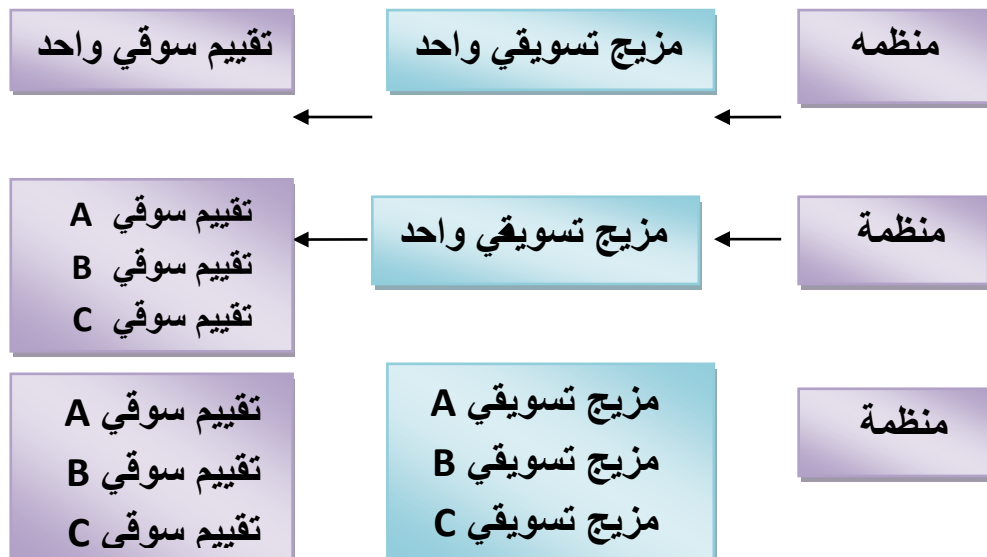 منظمه
مزيج تسويقي واحد
تقييم سوقي واحد
منظمة
مزيج تسويقي واحد
تقييم سوقي A
تقييم سوقي B
تقييم سوقي C
منظمة
مزيج تسويقي A
مزيج تسويقي B
مزيج تسويقي C
تقييم سوقي A
تقييم سوقي B
تقييم سوقي C